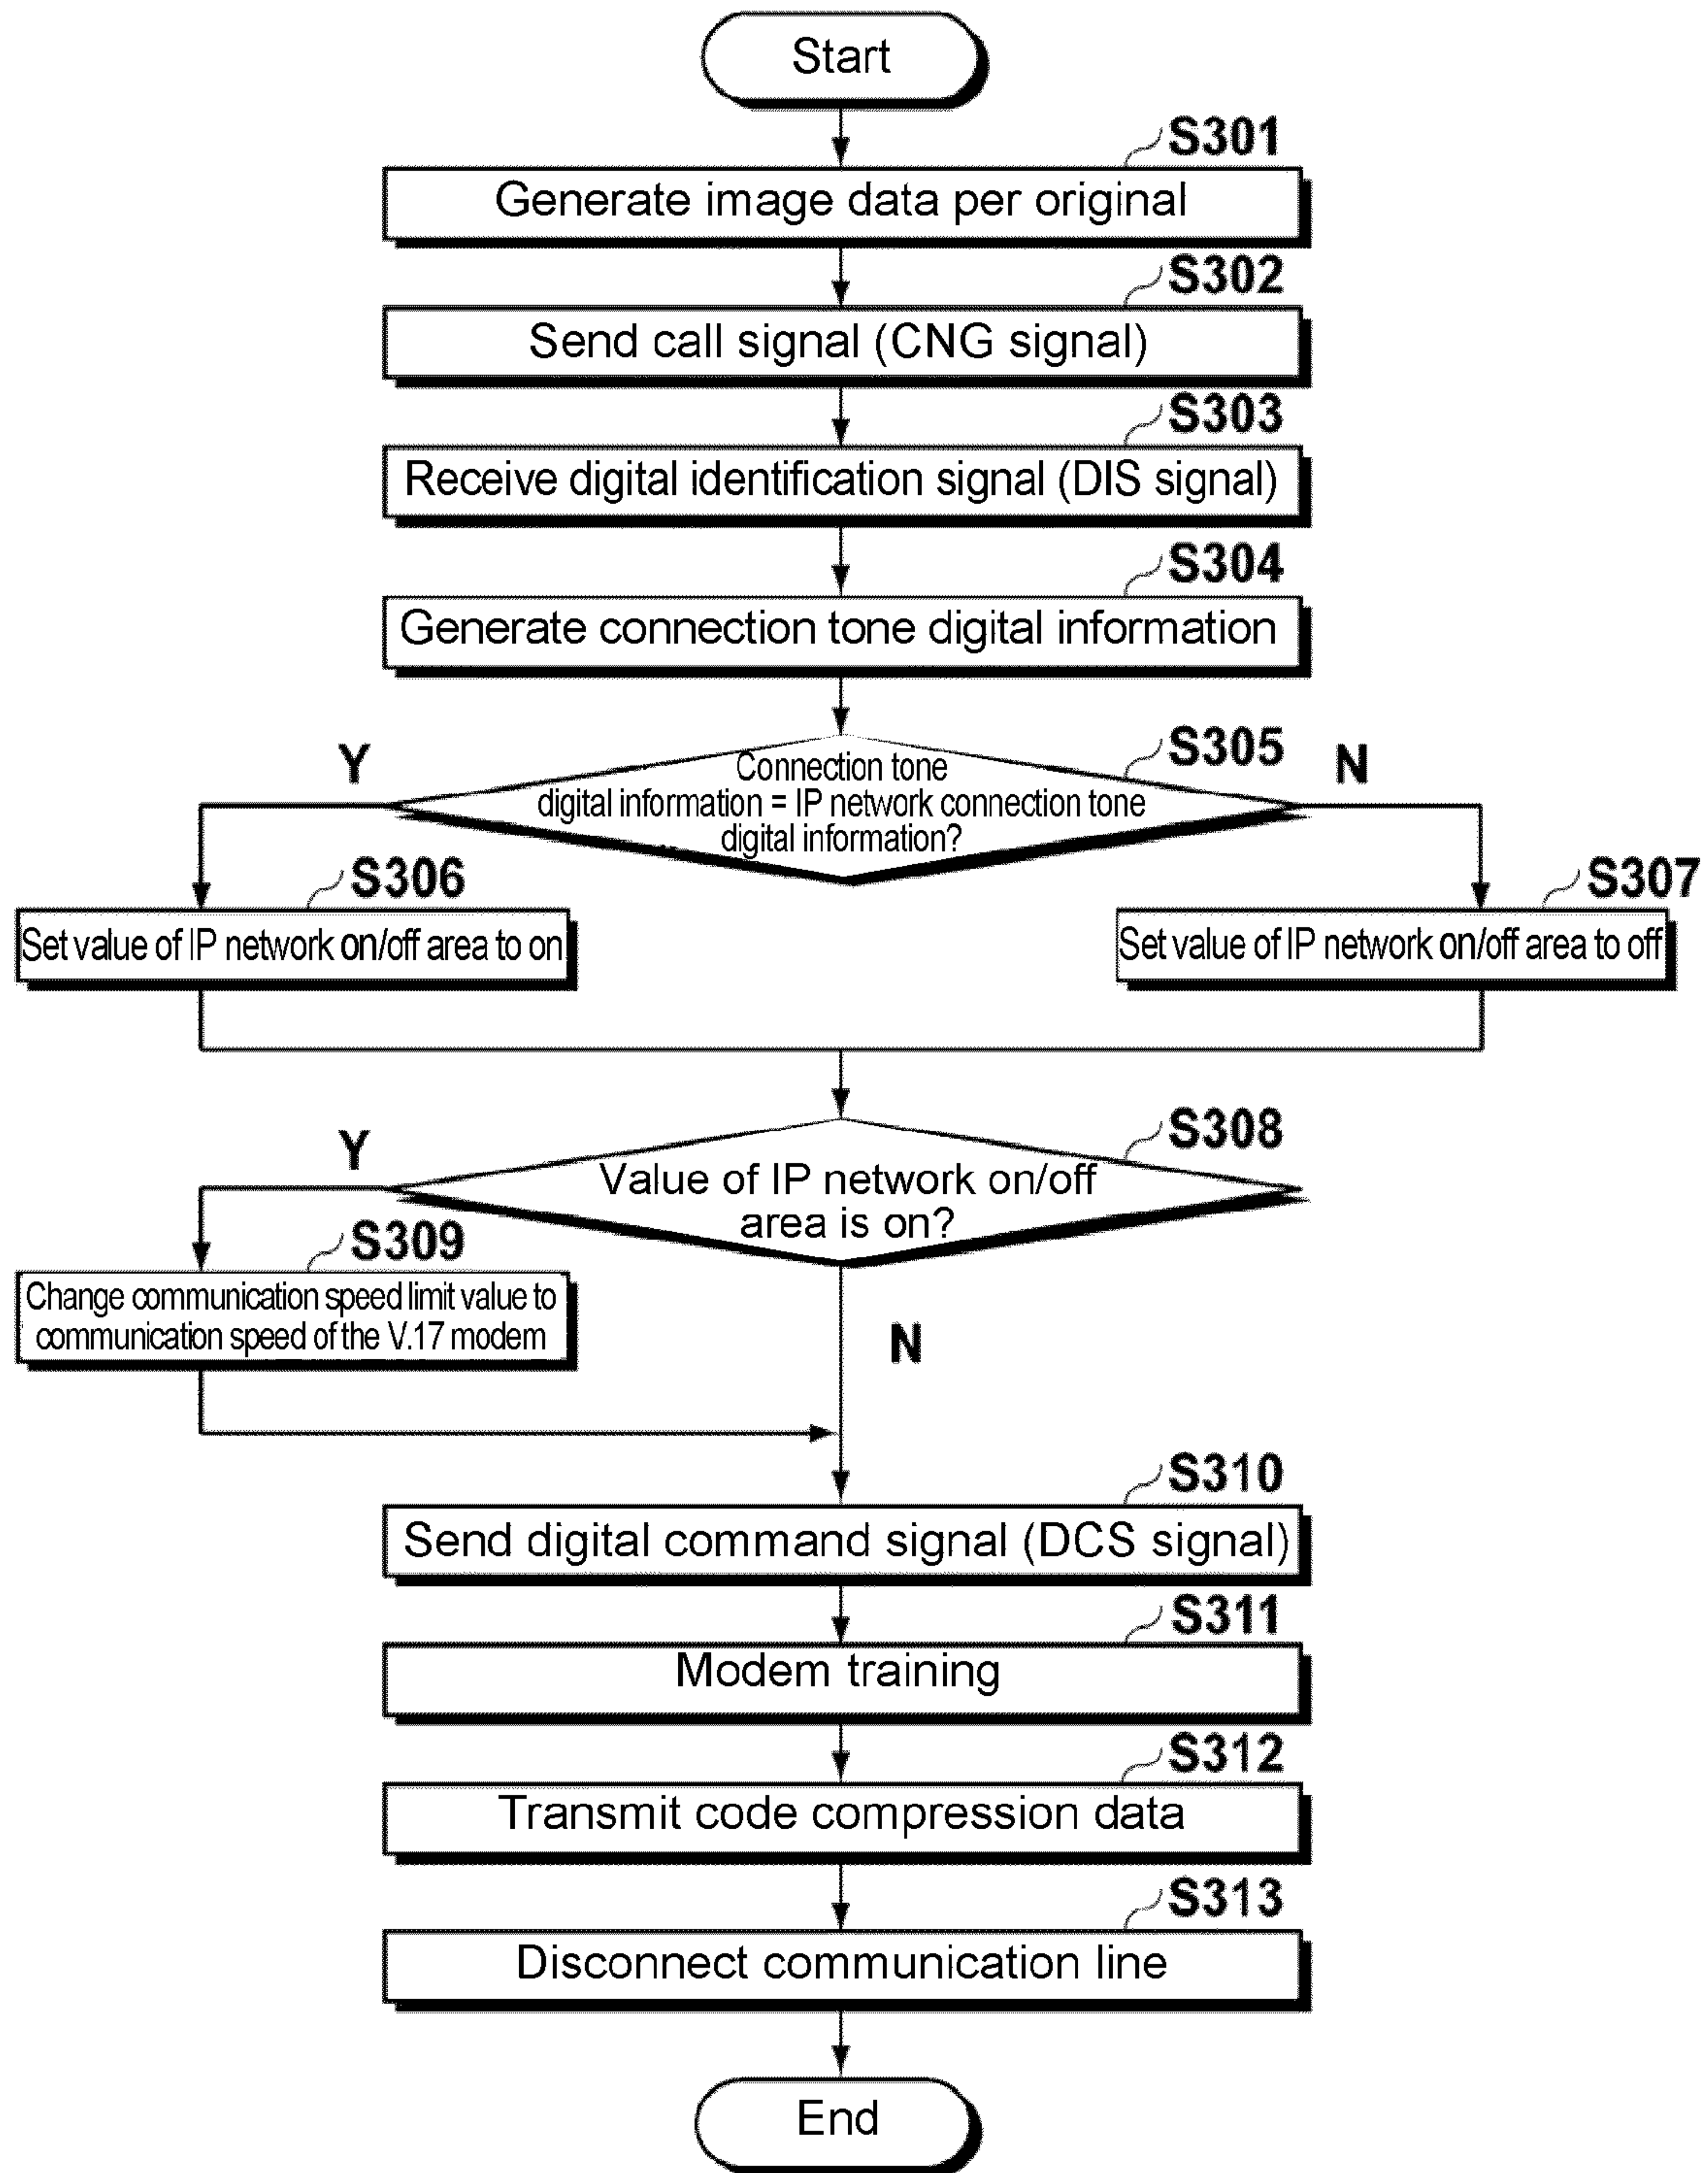 Start
S301
Generate image data per original
S302
Send call signal (CNG signal)
S303
Receive digital identification signal (DIS signal)
S304
Generate connection tone digital information
S305
Y
N
Connection tone
digital information = IP network connection tone
digital information?
S306
S307
Set value of IP network on/off area to on
Set value of IP network on/off area to off
S308
Y
Value of IP network on/off
area is on?
S309
Change communication speed limit value to
communication speed of the V.17 modem
N
S310
Send digital command signal (DCS signal)
S311
Modem training
S312
Transmit code compression data
S313
Disconnect communication line
End